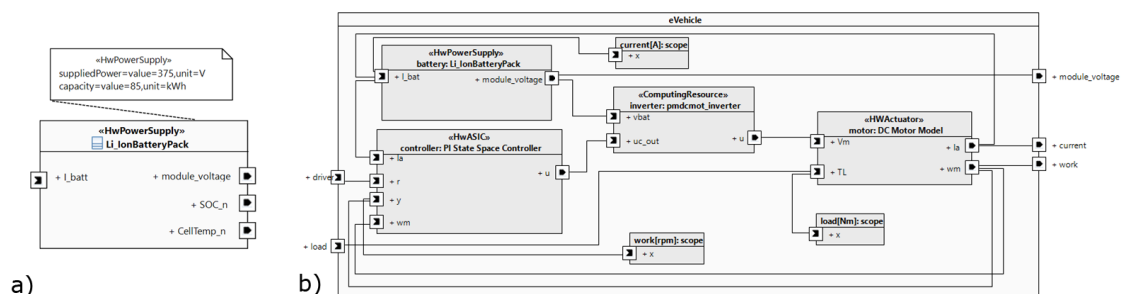 «HwPowerSupply»
suppliedPower=value=375,unit=V
capacity=value=85,unit=kWh
«HwPowerSupply»
Li_IonBatteryPack
+ I_batt
+ module_voltage
+ SOC_n
+ CellTemp_n
a)
b)
eVehicle
«HwPowerSupply»
battery: Li_IonBatteryPack
+ I_bat
+ module_voltage
current[A]: scope
+ x
+ module_voltage
«ComputingResource»
inverter: pmdcmot_inverter
+ vbat
+ uc_out
+ u
«HWActuator»
motor: DC Motor Model
+ Vm
+ Ia
+ TL
+ wm
+ current
+ work
«HwASIC»
controller: PI State Space Controller
+ Ia
+ u
+ driver
+ r
+ y
+ wm
+ load
load[Nm]: scope
+ x
work[rpm]: scope
+ x